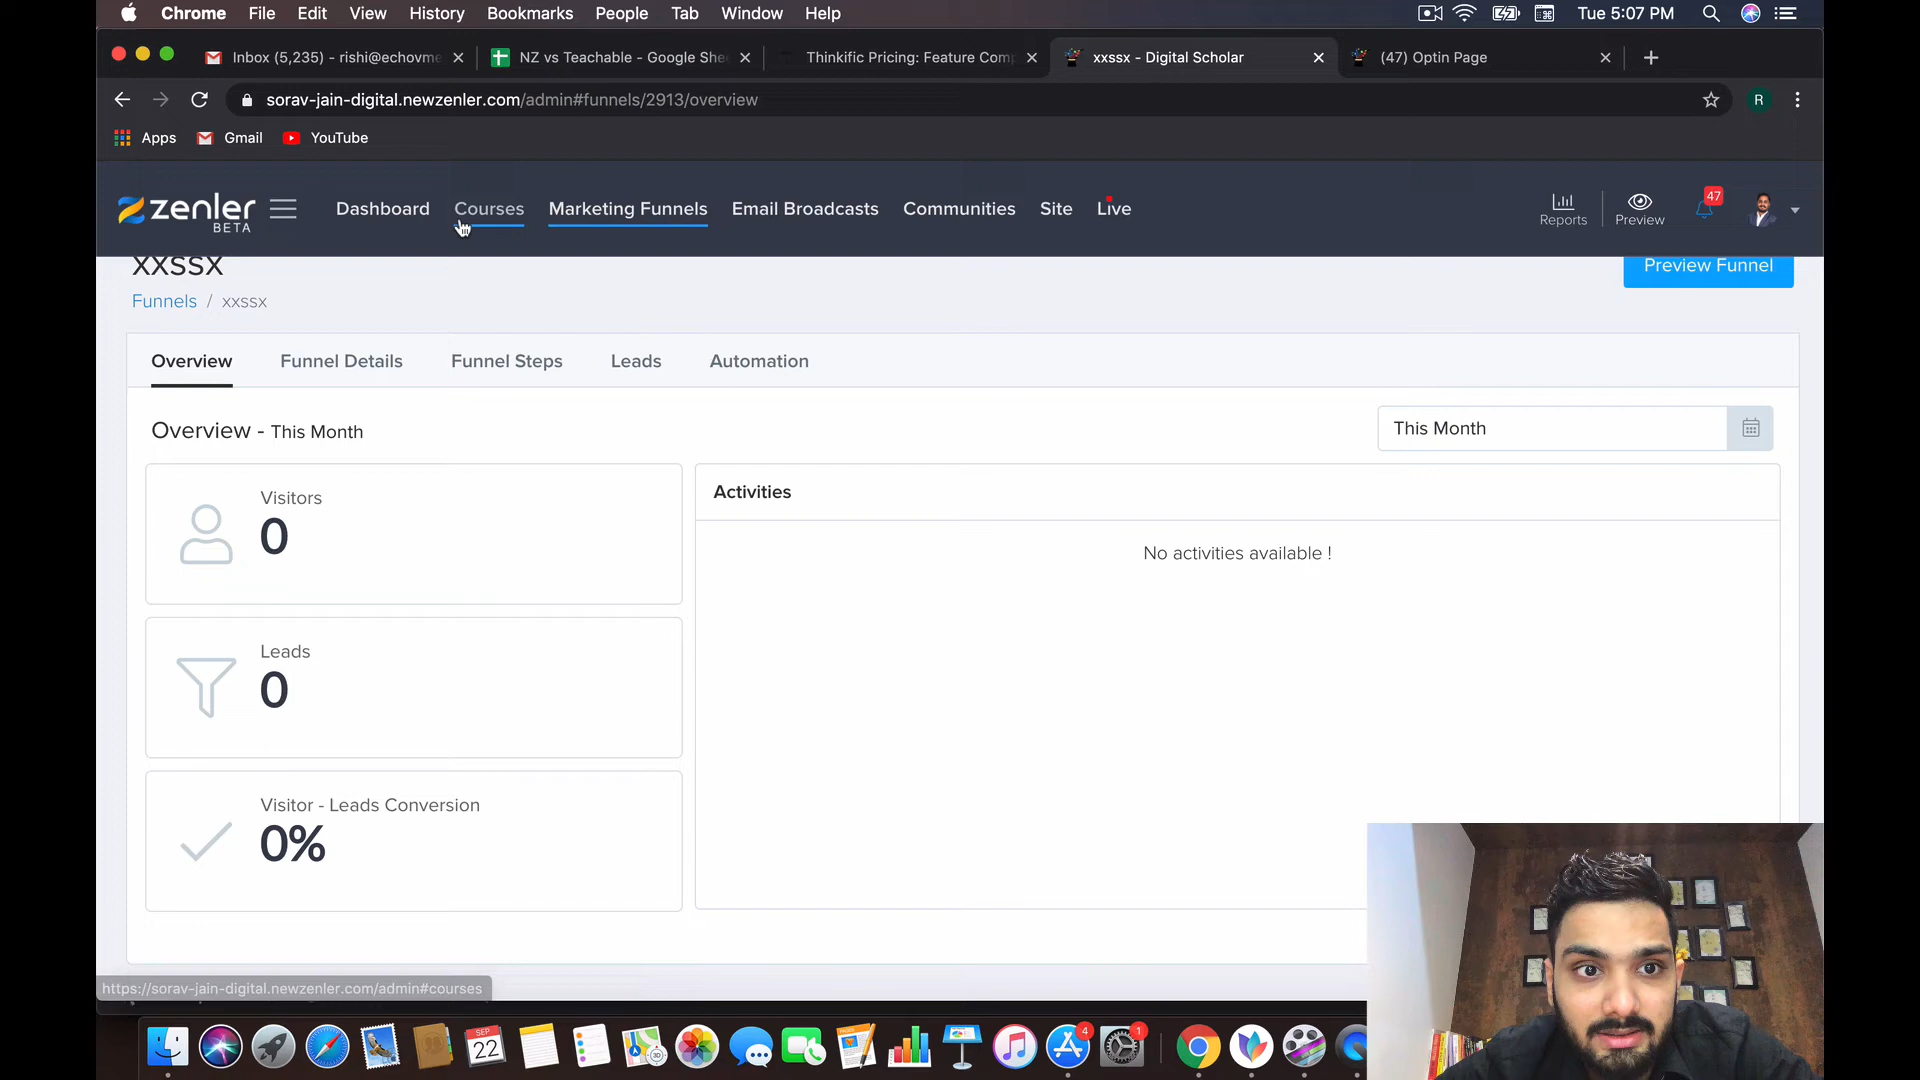 Chrome File Edit View History Bookmarks People Tab Window Help Tue 5:07 PM
Inbox (5,235) - rishi@echovme NZ vs Teachable - Google She Thinkific Pricing: Feature Com xxssx - Digital Scholar (47) Optin Page
sorav-jain-digital.newzenler.com/admin#funnels/2913/overview R
Apps Gmail YouTube
zenler BETA Dashboard Courses Marketing Funnels Email Broadcasts Communities Site Live Reports Preview 47
xxssx Preview Funnel
Funnels / xxssx
Overview Funnel Details Funnel Steps Leads Automation
Overview - This Month This Month
Visitors
0
Activities
No activities available !
Leads
0
Visitor - Leads Conversion
0%
https://sorav-jain-digital.newzenler.com/admin#courses
SEP
22
3D
4
1